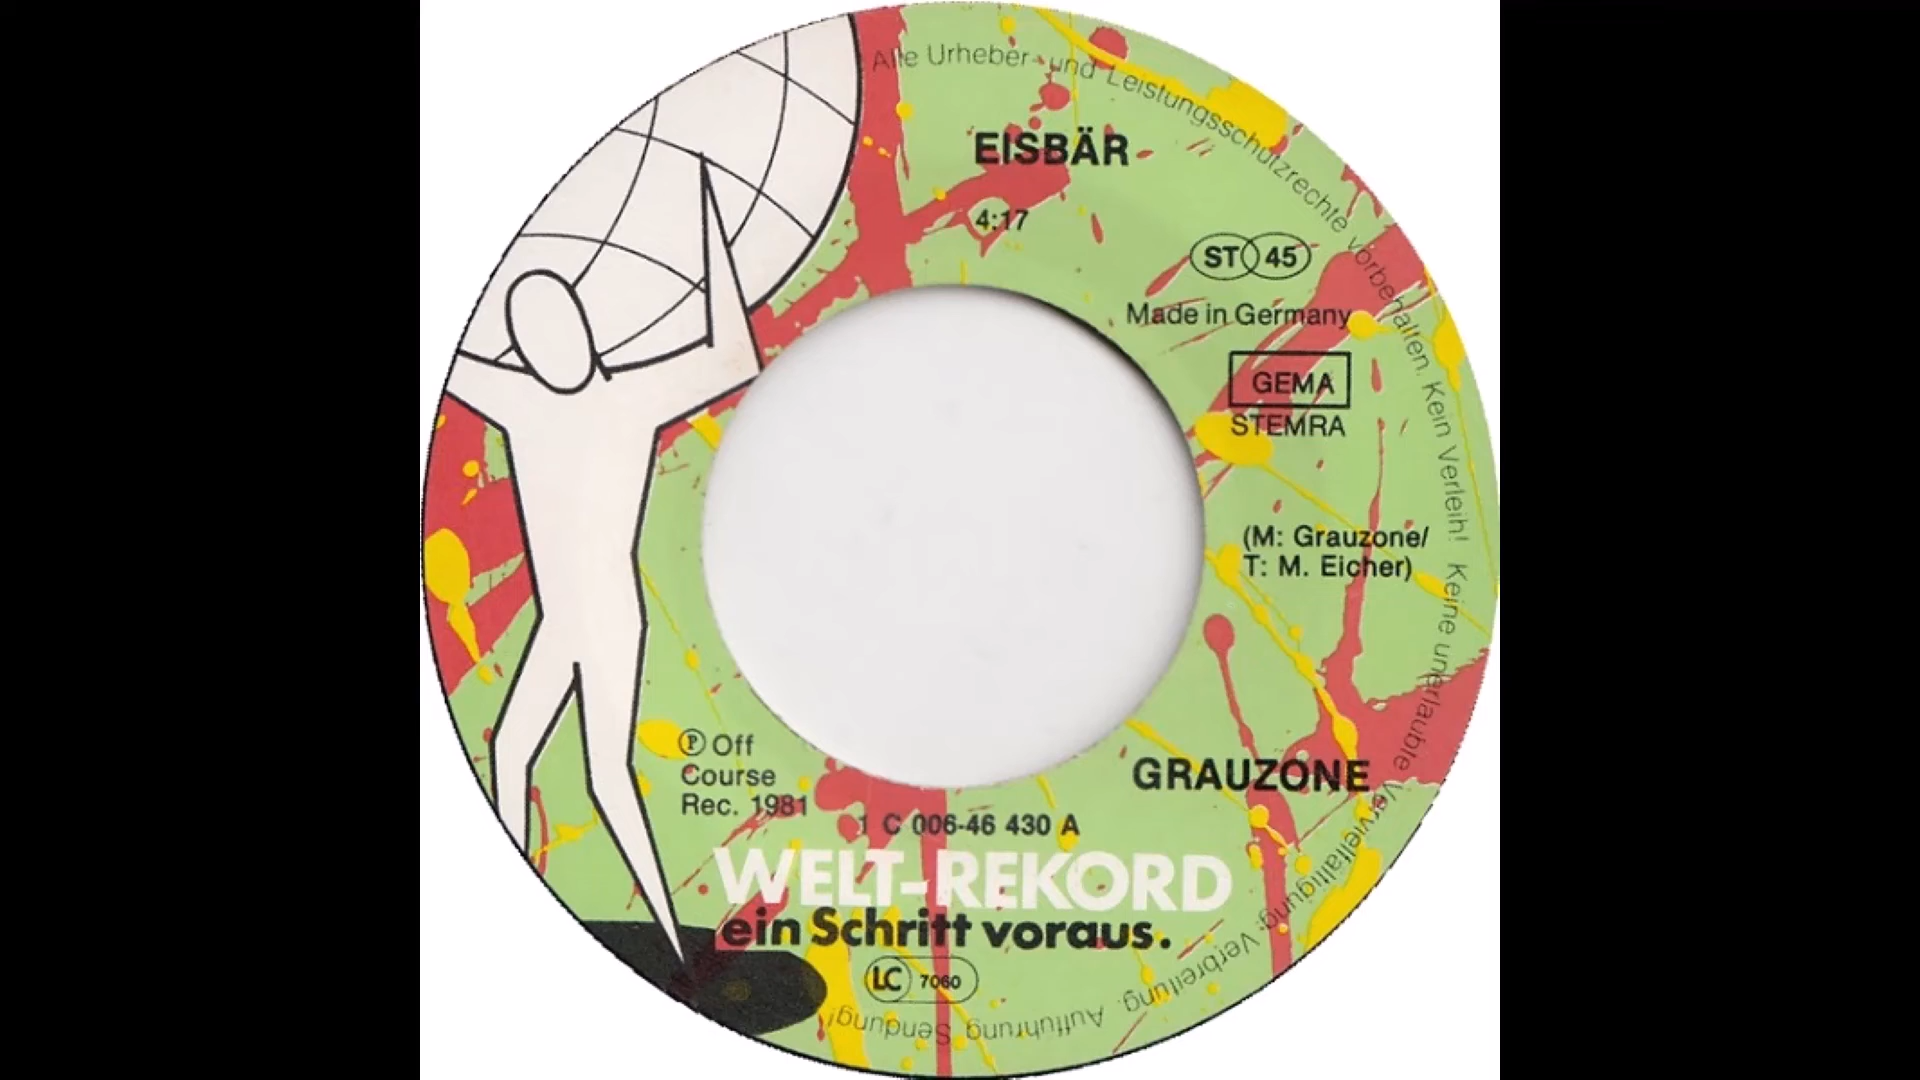 Alle Urheber- und Leistungsschutzrechte vorbehalten. Kein Verleih! Keine unerlaubte Vervielfältigung; Verbreitung, Aufführung, Sendung!
EISBÄR
4:17
ST 45
Made in Germany
GEMA
STEMRA
(M: Grauzone/
T: M. Eicher)
GRAUZONE
Ⓟ Off
Course
Rec. 1981
1 C 006-46 430 A
WELT-REKORD
ein Schritt voraus.
LC 7060